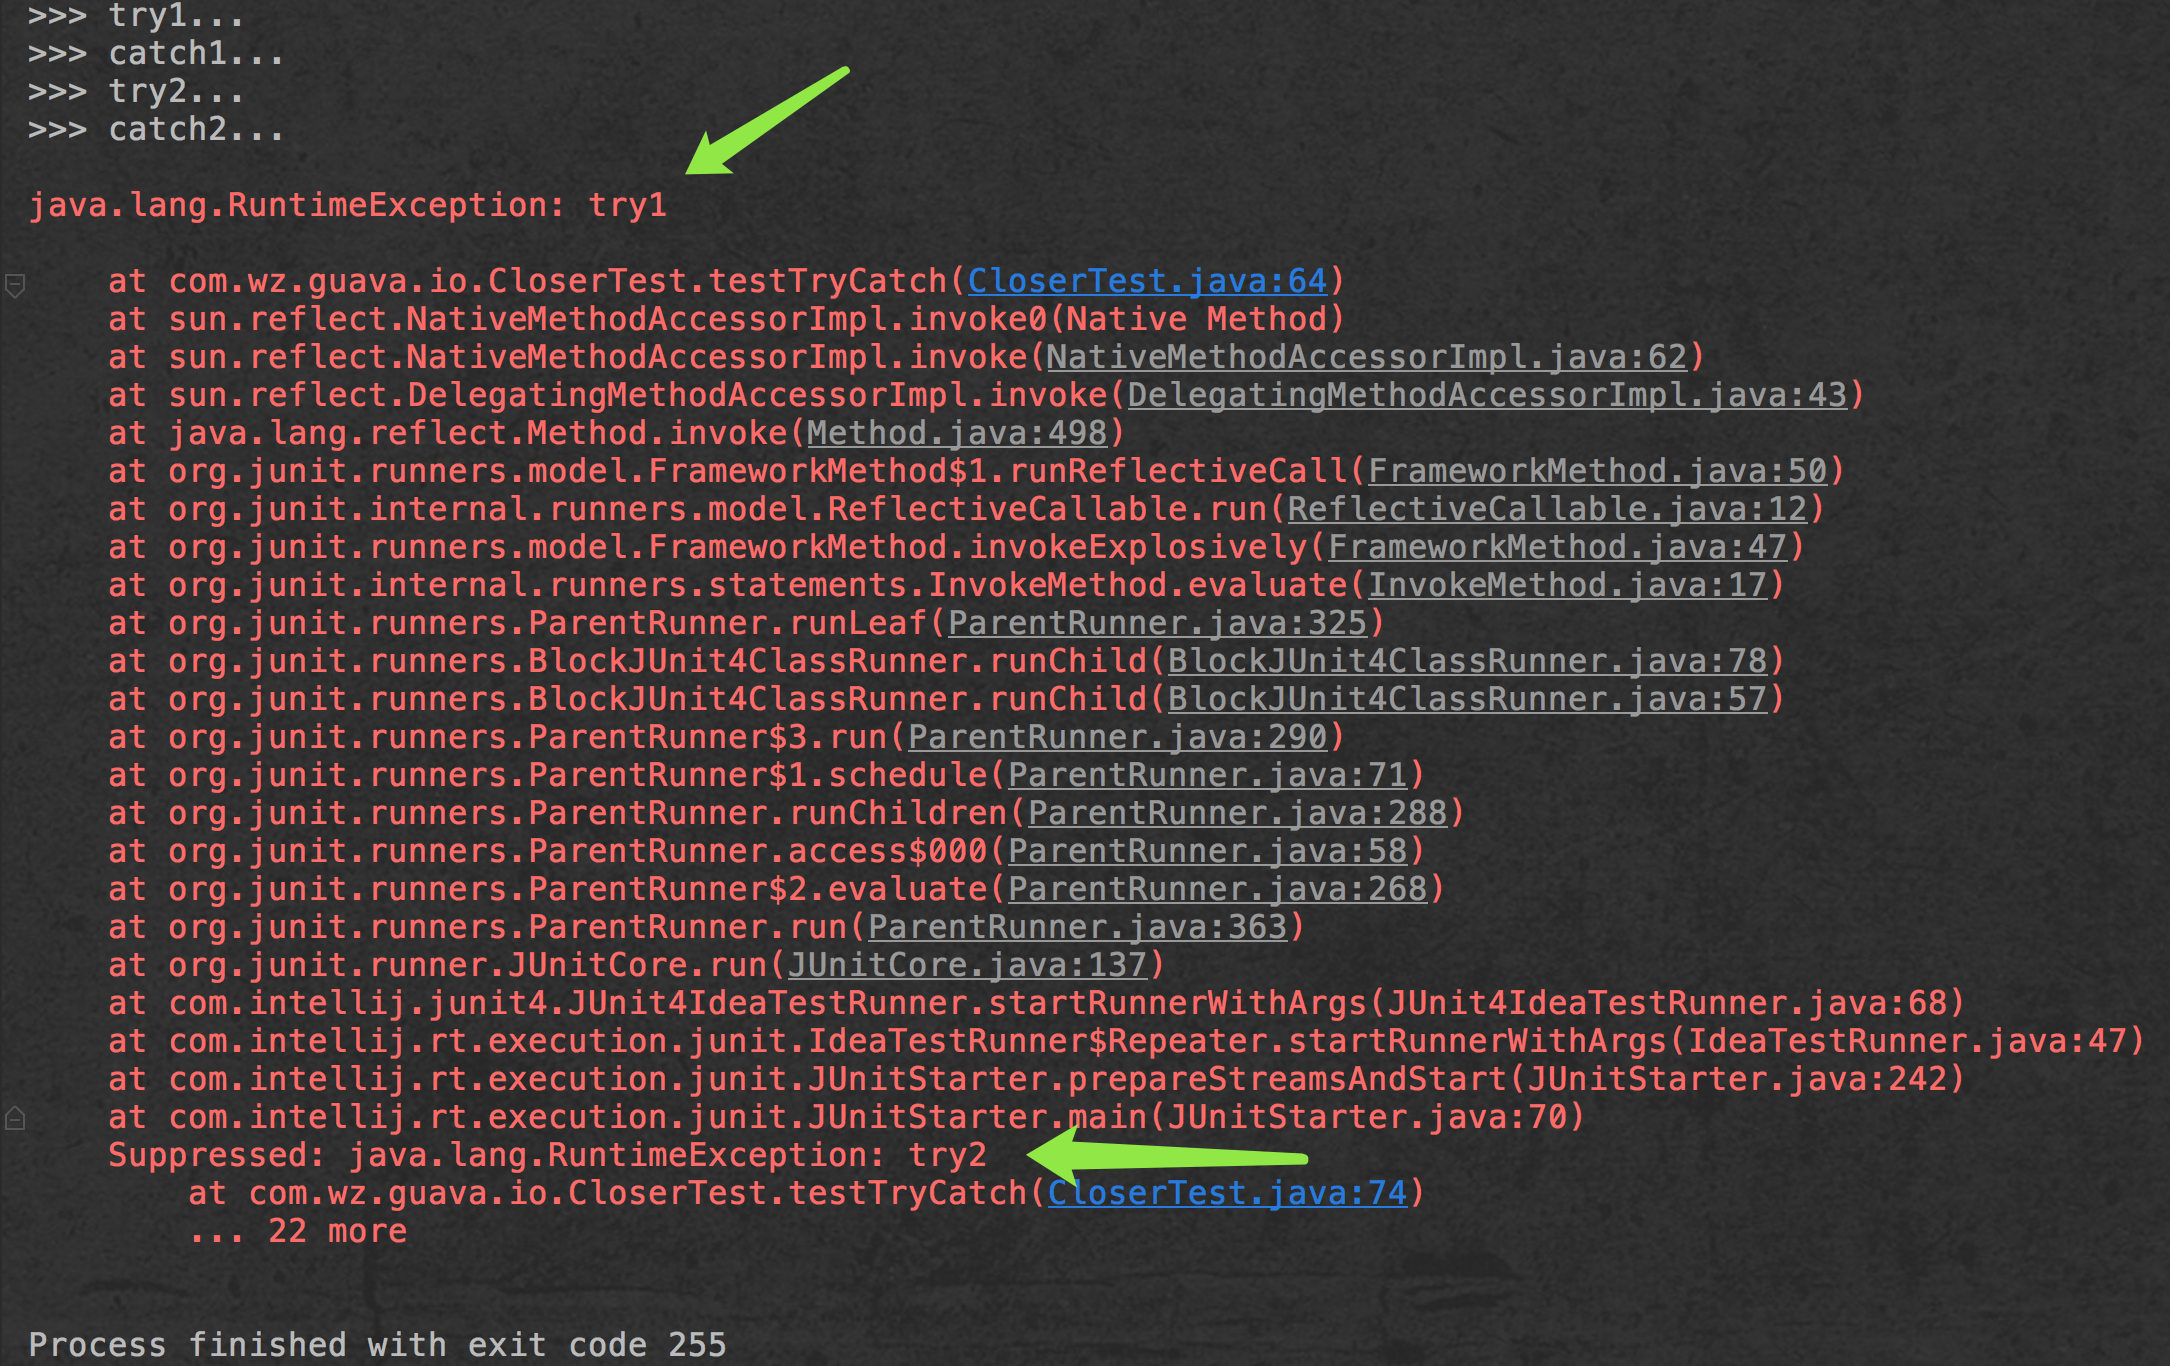 >>> try1...
>>> catch1...
>>> try2...
>>> catch2...
java.lang.RuntimeException: try1
at com.wz.guava.io.CloserTest.testTryCatch(CloserTest.java:64)
at sun.reflect.NativeMethodAccessorImpl.invoke0(Native Method)
at sun.reflect.NativeMethodAccessorImpl.invoke(NativeMethodAccessorImpl.java:62)
at sun.reflect.DelegatingMethodAccessorImpl.invoke(DelegatingMethodAccessorImpl.java:43)
at java.lang.reflect.Method.invoke(Method.java:498)
at org.junit.runners.model.FrameworkMethod$1.runReflectiveCall(FrameworkMethod.java:50)
at org.junit.internal.runners.model.ReflectiveCallable.run(ReflectiveCallable.java:12)
at org.junit.runners.model.FrameworkMethod.invokeExplosively(FrameworkMethod.java:47)
at org.junit.internal.runners.statements.InvokeMethod.evaluate(InvokeMethod.java:17)
at org.junit.runners.ParentRunner.runLeaf(ParentRunner.java:325)
at org.junit.runners.BlockJUnit4ClassRunner.runChild(BlockJUnit4ClassRunner.java:78)
at org.junit.runners.BlockJUnit4ClassRunner.runChild(BlockJUnit4ClassRunner.java:57)
at org.junit.runners.ParentRunner$3.run(ParentRunner.java:290)
at org.junit.runners.ParentRunner$1.schedule(ParentRunner.java:71)
at org.junit.runners.ParentRunner.runChildren(ParentRunner.java:288)
at org.junit.runners.ParentRunner.access$000(ParentRunner.java:58)
at org.junit.runners.ParentRunner$2.evaluate(ParentRunner.java:268)
at org.junit.runners.ParentRunner.run(ParentRunner.java:363)
at org.junit.runner.JUnitCore.run(JUnitCore.java:137)
at com.intellij.junit4.JUnit4IdeaTestRunner.startRunnerWithArgs(JUnit4IdeaTestRunner.java:68)
at com.intellij.rt.execution.junit.IdeaTestRunner$Repeater.startRunnerWithArgs(IdeaTestRunner.java:47)
at com.intellij.rt.execution.junit.JUnitStarter.prepareStreamsAndStart(JUnitStarter.java:242)
at com.intellij.rt.execution.junit.JUnitStarter.main(JUnitStarter.java:70)
Suppressed: java.lang.RuntimeException: try2
at com.wz.guava.io.CloserTest.testTryCatch(CloserTest.java:74)
... 22 more
Process finished with exit code 255